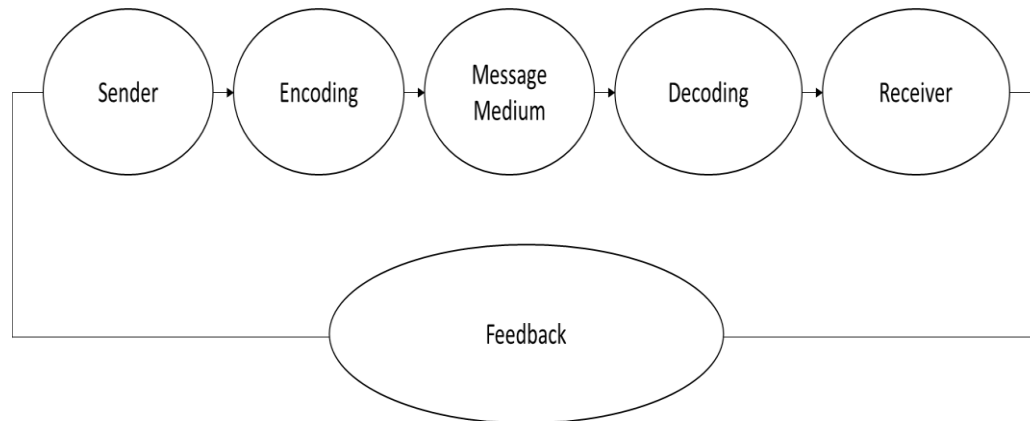 Sender
Encoding
Message
Medium
Decoding
Receiver
Feedback